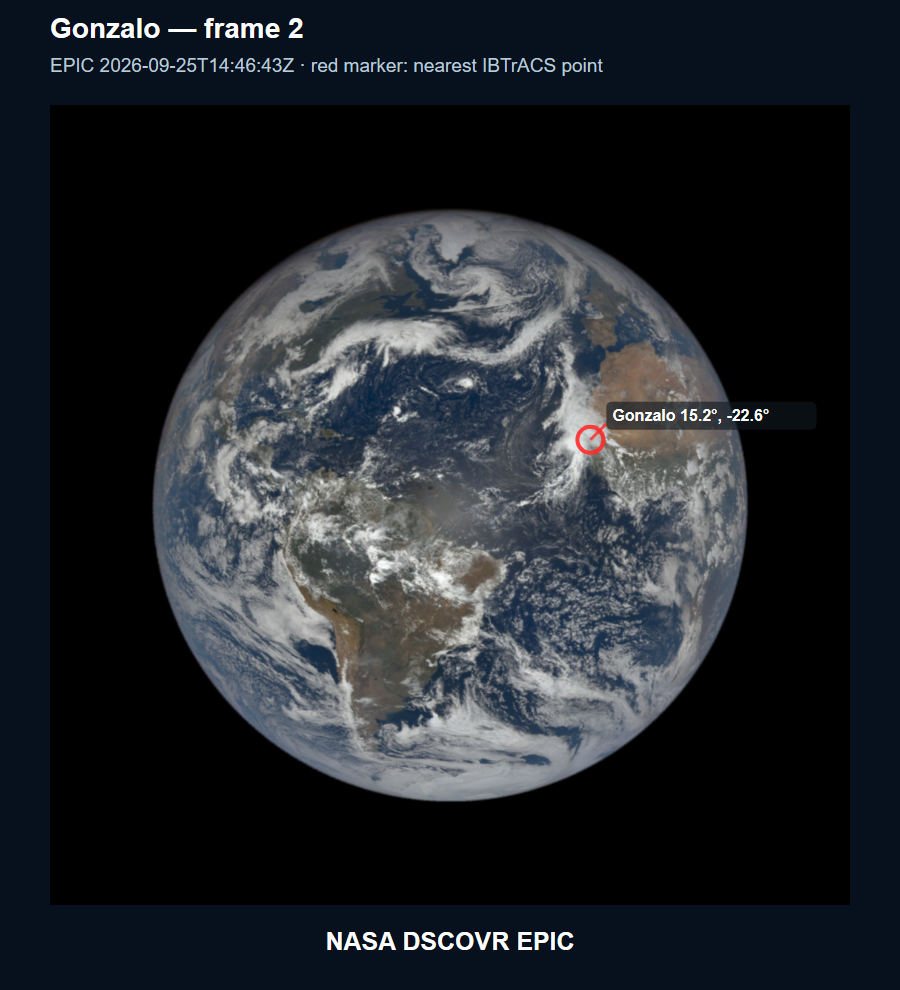 Gonzalo — frame 2
EPIC 2026-09-25T14:46:43Z · red marker: nearest IBTrACS point
Gonzalo 15.2°, -22.6°
NASA DSCOVR EPIC